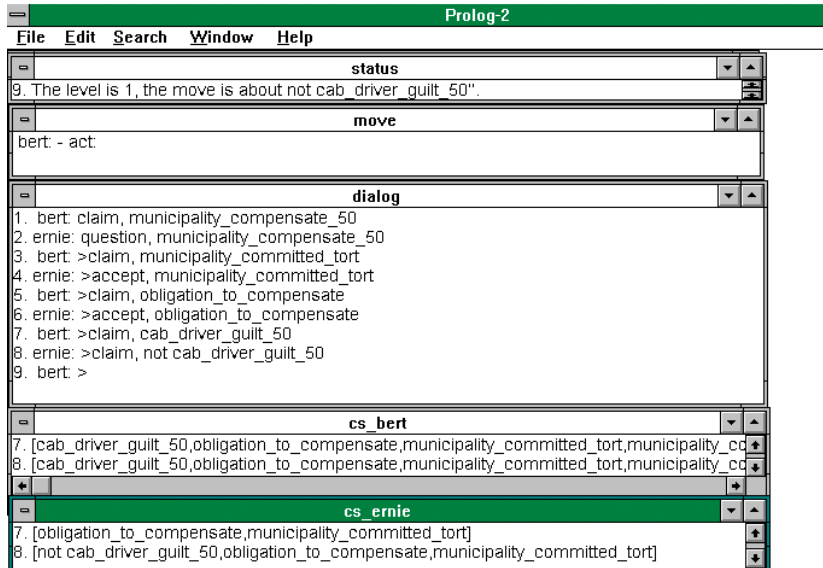 Prolog-2
File Edit Search Window Help
status
9. The level is 1, the move is about not cab_driver_guilt_50".
move
bert: - act:
dialog
1. bert: claim, municipality_compensate_50
2. ernie: question, municipality_compensate_50
3. bert: >claim, municipality_committed_tort
4. ernie: >accept, municipality_committed_tort
5. bert: >claim, obligation_to_compensate
6. ernie: >accept, obligation_to_compensate
7. bert: >claim, cab_driver_guilt_50
8. ernie: >claim, not cab_driver_guilt_50
9. bert: >
cs_bert
7. [cab_driver_guilt_50,obligation_to_compensate,municipality_committed_tort,municipality_co
8. [cab_driver_guilt_50,obligation_to_compensate,municipality_committed_tort,municipality_co
cs_ernie
7. [obligation_to_compensate,municipality_committed_tort]
8. [not cab_driver_guilt_50,obligation_to_compensate,municipality_committed_tort]